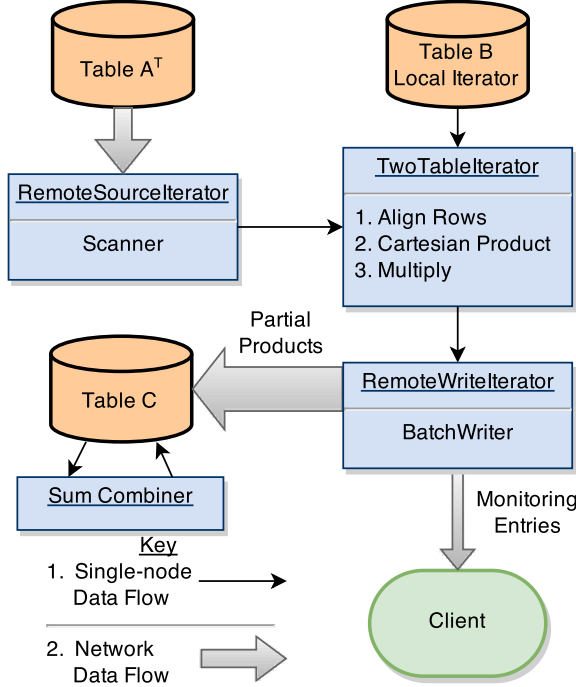 Table Aᵀ
Table B
Local Iterator
RemoteSourceIterator
Scanner
TwoTableIterator
1. Align Rows
2. Cartesian Product
3. Multiply
Partial
Products
Table C
RemoteWriteIterator
BatchWriter
Sum Combiner
Monitoring
Entries
Key
1. Single-node
Data Flow
2. Network
Data Flow
Client